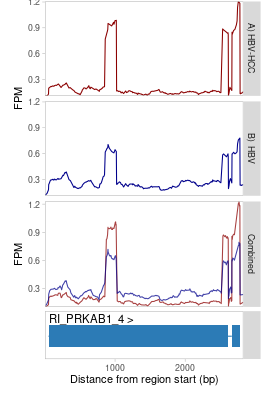 1.2
0.9
0.6
0.3
FPM
A) HBV-HCC
1.2
0.9
0.6
0.3
FPM
B) HBV
1.2
0.9
0.6
0.3
FPM
Combined
RI_PRKAB1_4 >
1000 2000
Distance from region start (bp)